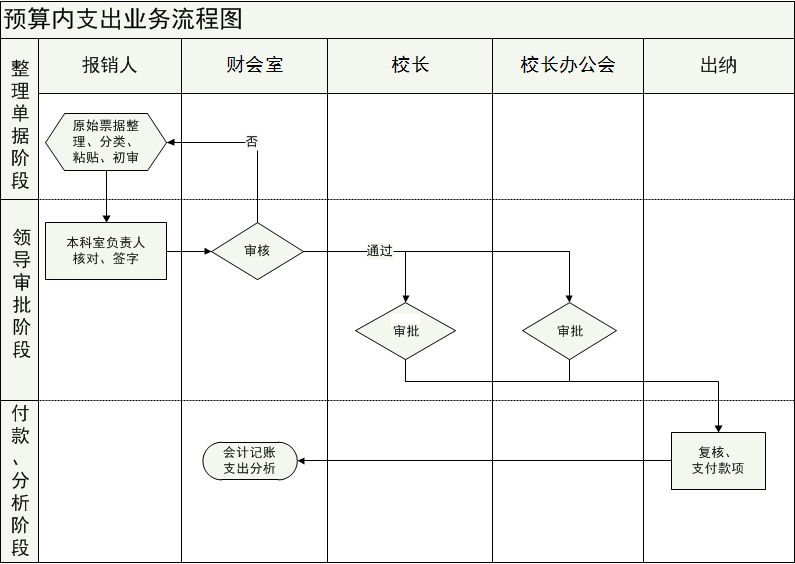 预算内支出业务流程图
报销人
财会室
校长
校长办公会
出纳
整理单据阶段
原始票据整
理、分类、
粘贴、初审
否
领导审批阶段
本科室负责人
核对、签字
审核
通过
审批
审批
付款、分析阶段
会计记账
支出分析
复核、
支付款项